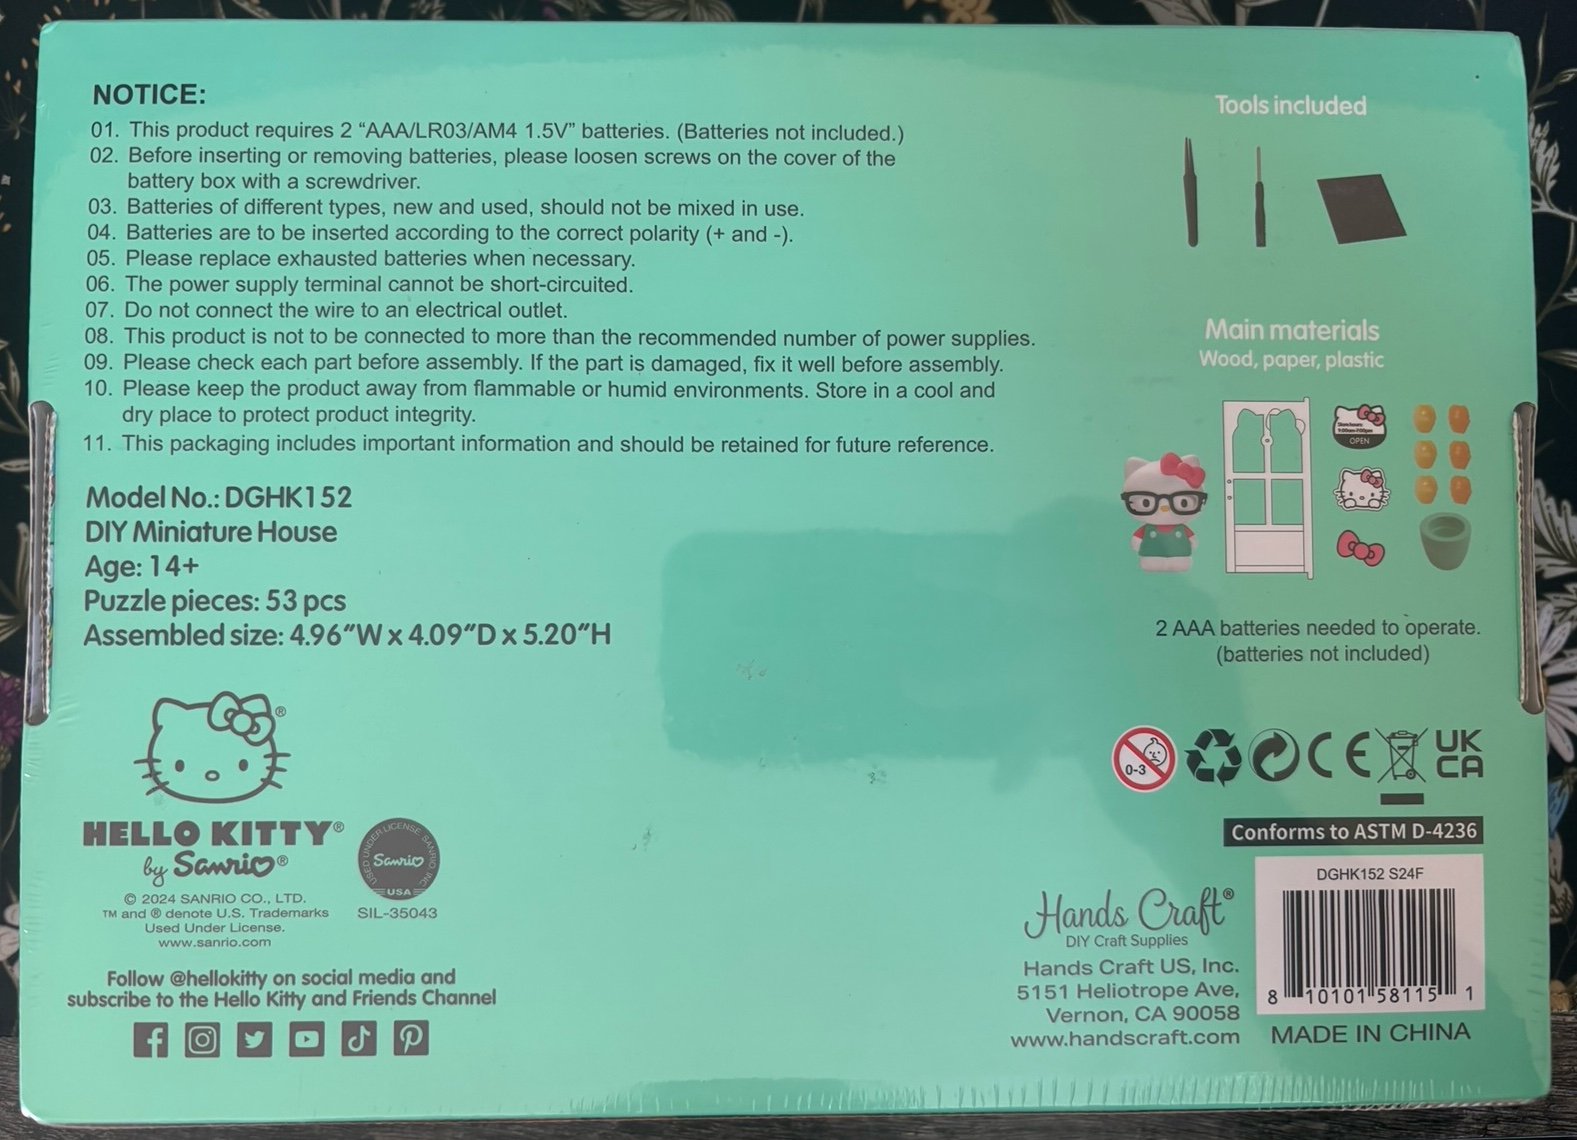 NOTICE:
01. This product requires 2 “AAA/LR03/AM4 1.5V” batteries. (Batteries not included.)
02. Before inserting or removing batteries, please loosen screws on the cover of the
battery box with a screwdriver.
03. Batteries of different types, new and used, should not be mixed in use.
04. Batteries are to be inserted according to the correct polarity (+ and -).
05. Please replace exhausted batteries when necessary.
06. The power supply terminal cannot be short-circuited.
07. Do not connect the wire to an electrical outlet.
08. This product is not to be connected to more than the recommended number of power supplies.
09. Please check each part before assembly. If the part is damaged, fix it well before assembly.
10. Please keep the product away from flammable or humid environments. Store in a cool and
dry place to protect product integrity.
11. This packaging includes important information and should be retained for future reference.
Model No.: DGHK152
DIY Miniature House
Age: 14+
Puzzle pieces: 53 pcs
Assembled size: 4.96”W x 4.09”D x 5.20”H
HELLO KITTY®
by Sanrio®
© 2024 SANRIO CO., LTD.
TM and ® denote U.S. Trademarks
Used Under License.
www.sanrio.com
USED UNDER LICENSE SANRIO INC
Sanrio
USA
SIL-35043
Follow @hellokitty on social media and
subscribe to the Hello Kitty and Friends Channel
Tools included
Main materials
Wood, paper, plastic
Store hours:
9:00am-7:00pm
OPEN
2 AAA batteries needed to operate.
(batteries not included)
0-3
CE
UK
CA
Conforms to ASTM D-4236
Hands Craft®
DIY Craft Supplies
Hands Craft US, Inc.
5151 Heliotrope Ave,
Vernon, CA 90058
www.handscraft.com
DGHK152 S24F
8 10101 58115 1
MADE IN CHINA